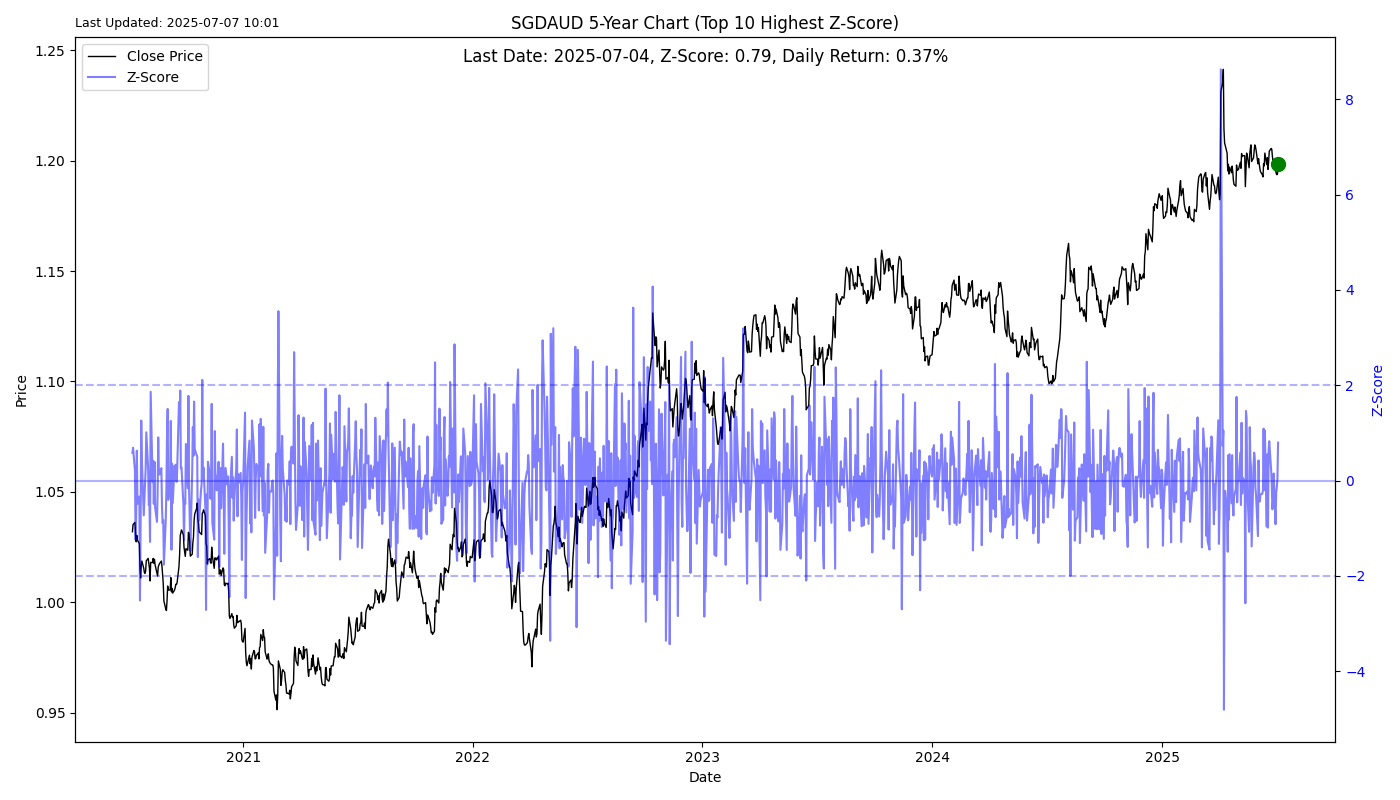 Last Updated: 2025-07-07 10:01
SGDAUD 5-Year Chart (Top 10 Highest Z-Score)
Last Date: 2025-07-04, Z-Score: 0.79, Daily Return: 0.37%
Close Price
Z-Score
Price
1.25
1.20
1.15
1.10
1.05
1.00
0.95
8
6
4
2
0
−2
−4
Z-Score
2021
2022
2023
2024
2025
Date